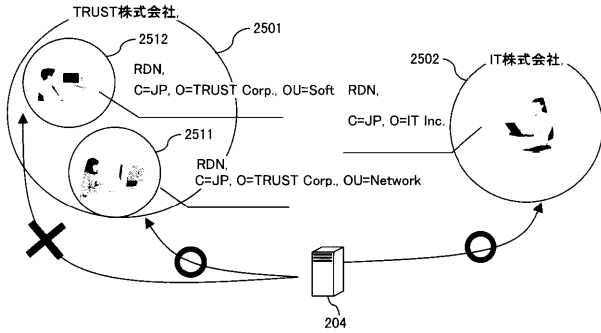 TRUST株式会社,
2512
2501
2502
IT株式会社,
RDN,
C=JP, O=TRUST Corp., OU=Soft
RDN,
C=JP, O=IT Inc.
2511
RDN,
C=JP, O=TRUST Corp., OU=Network
204